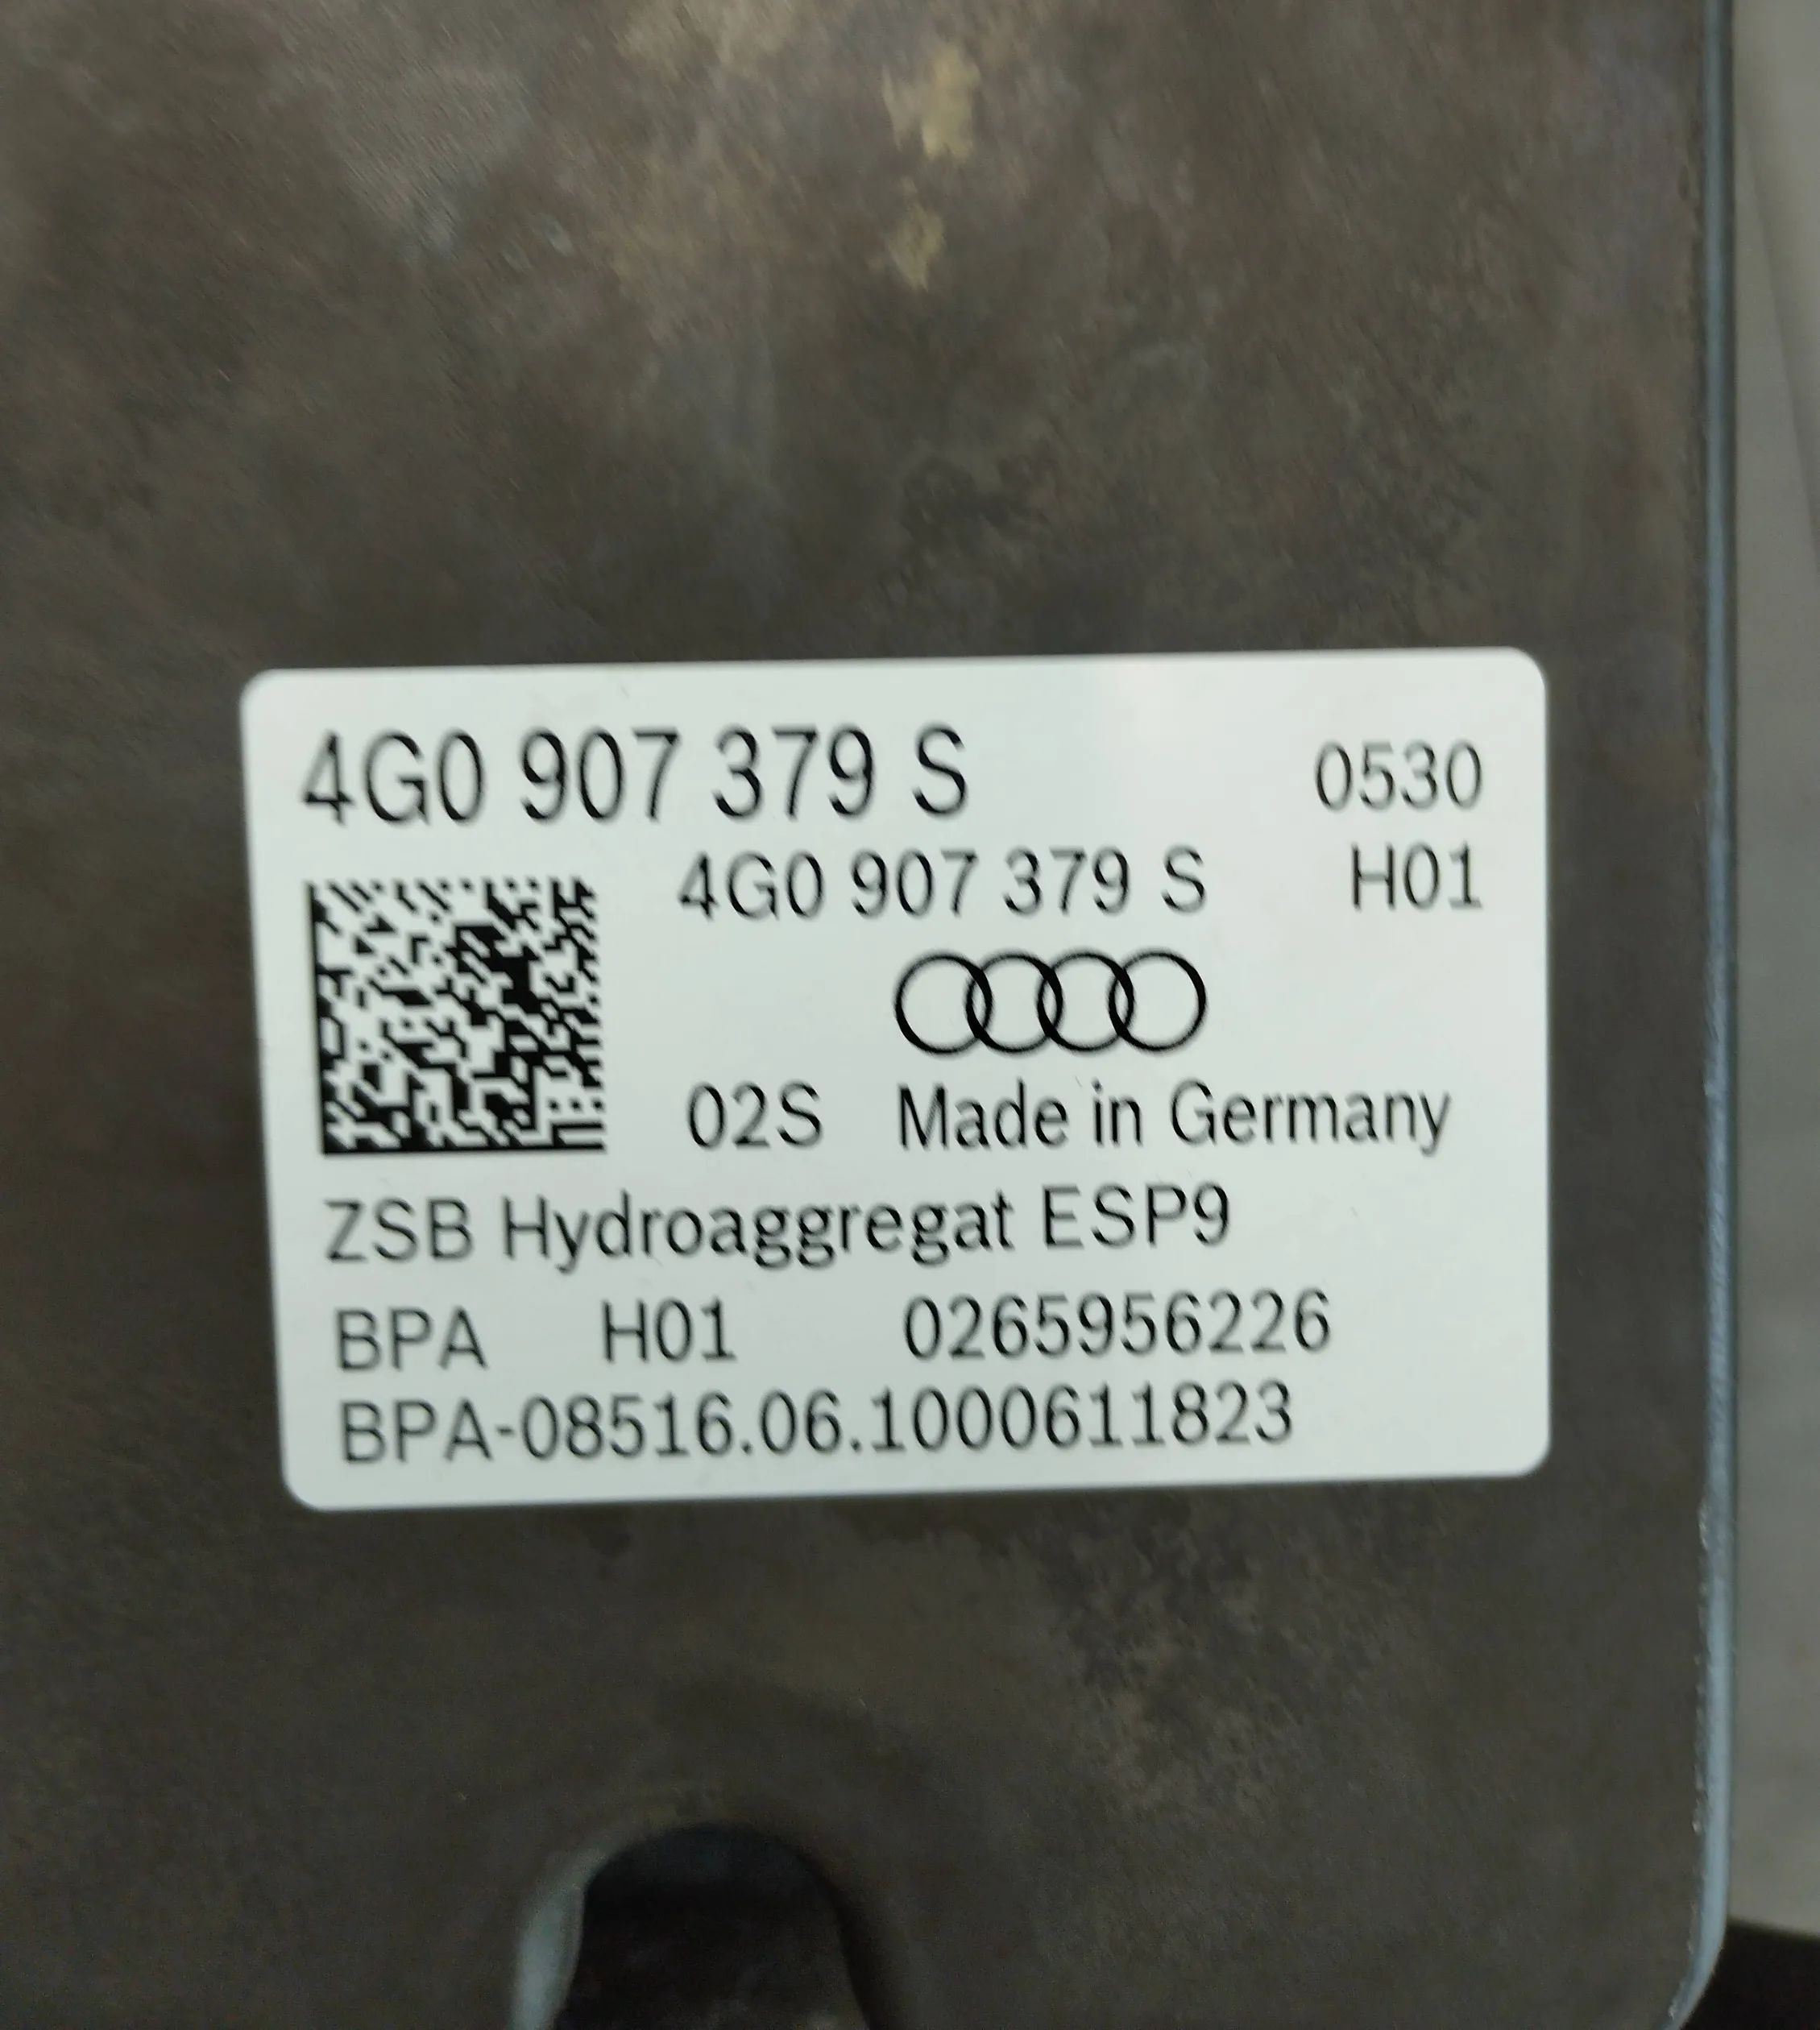 4G0 907 379 S 0530
4G0 907 379 S H01
02S Made in Germany
ZSB Hydroaggregat ESP9
BPA H01 0265956226
BPA-08516.06.1000611823